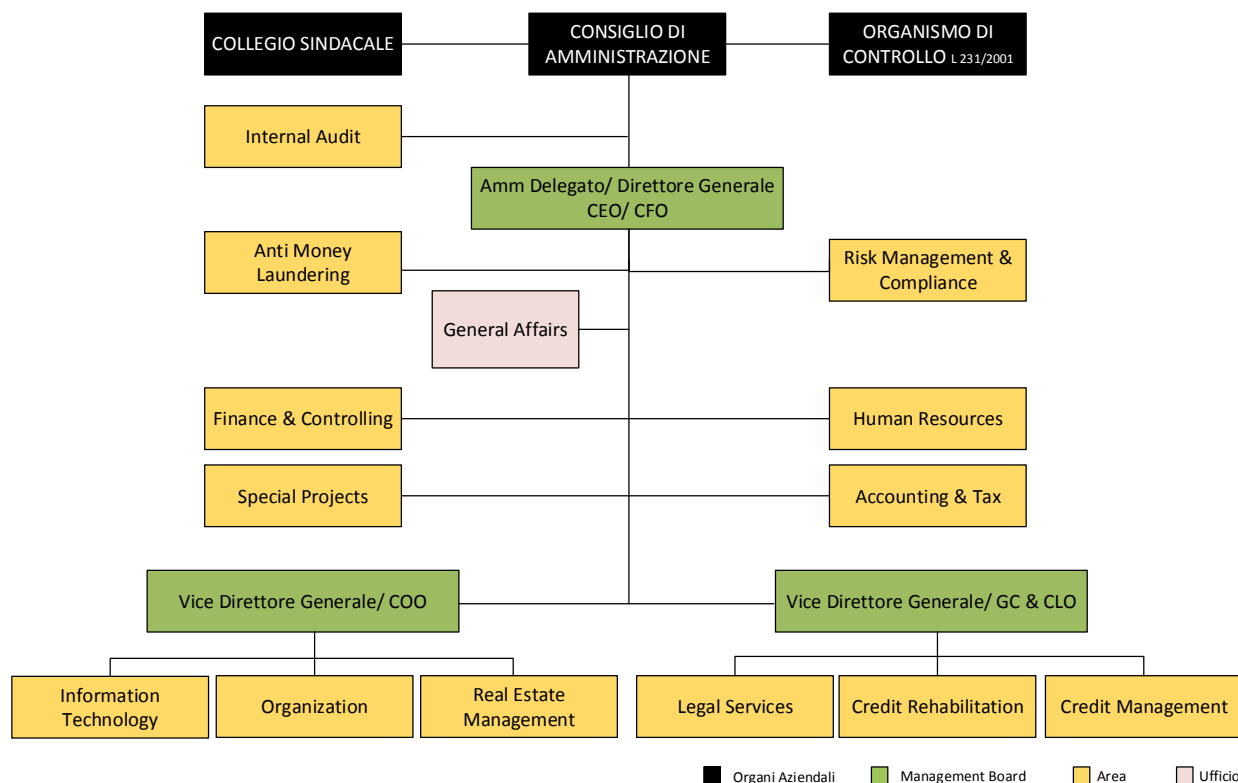 COLLEGIO SINDACALE
CONSIGLIO DI
AMMINISTRAZIONE
ORGANISMO DI
CONTROLLO L 231/2001
Internal Audit
Amm Delegato/ Direttore Generale
CEO/ CFO
Anti Money
Laundering
Risk Management &
Compliance
General Affairs
Finance & Controlling
Human Resources
Special Projects
Accounting & Tax
Vice Direttore Generale/ COO
Vice Direttore Generale/ GC & CLO
Information
Technology
Organization
Real Estate
Management
Legal Services
Credit Rehabilitation
Credit Management
Organi Aziendali
Management Board
Area
Ufficio